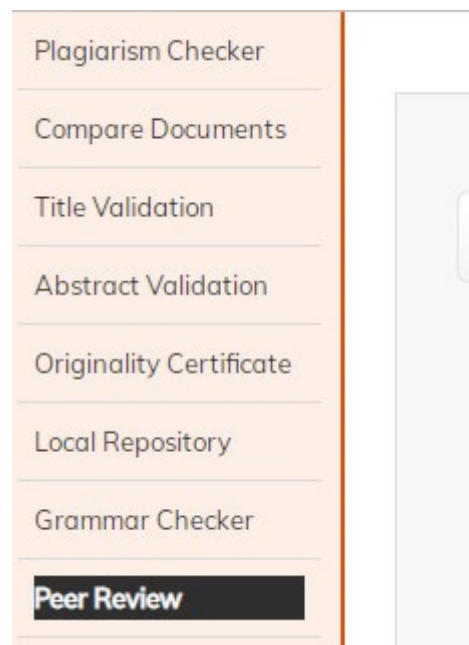 Plagiarism Checker
Compare Documents
Title Validation
Abstract Validation
Originality Certificate
Local Repository
Grammar Checker
Peer Review